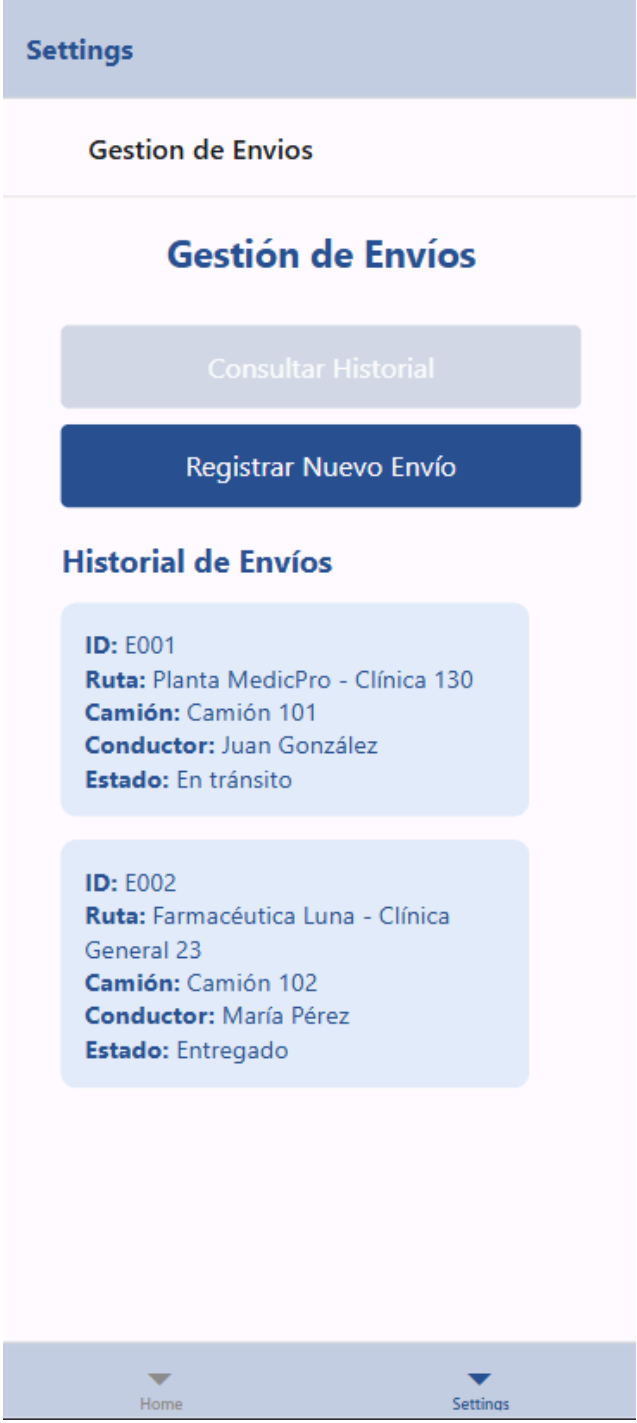 Settings
Gestion de Envios
Gestión de Envíos
Consultar Historial
Registrar Nuevo Envío
Historial de Envíos
ID: E001
Ruta: Planta MedicPro - Clínica 130
Camión: Camión 101
Conductor: Juan González
Estado: En tránsito
ID: E002
Ruta: Farmacéutica Luna - Clínica
General 23
Camión: Camión 102
Conductor: María Pérez
Estado: Entregado
Home
Settings